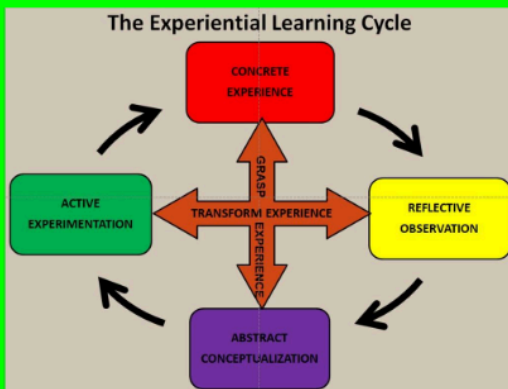 The Experiential Learning Cycle
CONCRETE
EXPERIENCE
GRASP
ACTIVE
EXPERIMENTATION
TRANSFORM EXPERIENCE
REFLECTIVE
OBSERVATION
EXPERIENCE
ABSTRACT
CONCEPTUALIZATION